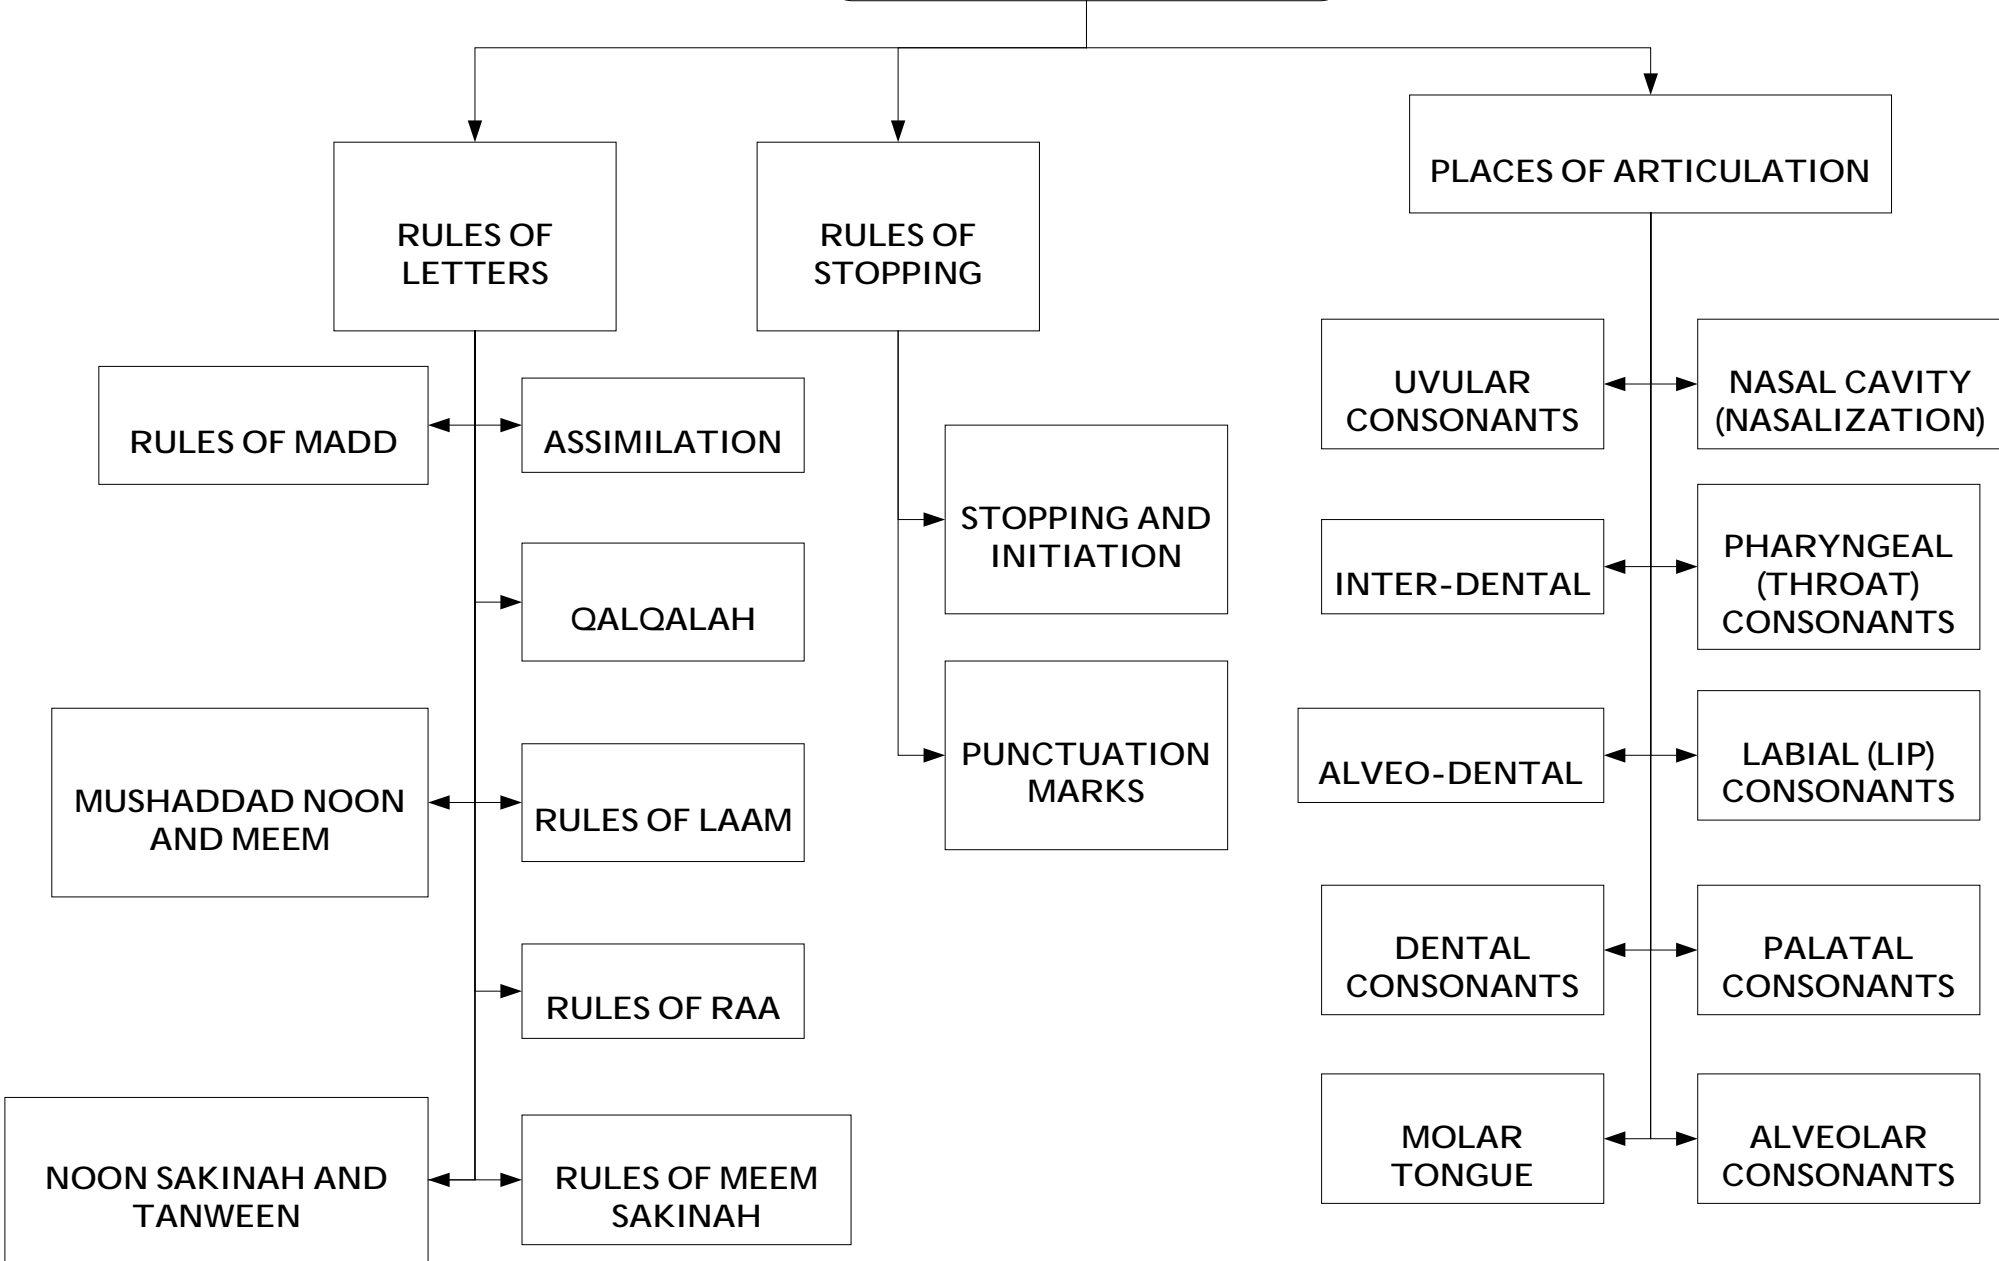 PLACES OF ARTICULATION
RULES OF
LETTERS
RULES OF
STOPPING
UVULAR
CONSONANTS
NASAL CAVITY
(NASALIZATION)
RULES OF MADD
ASSIMILATION
STOPPING AND
INITIATION
INTER-DENTAL
PHARYNGEAL
(THROAT)
CONSONANTS
QALQALAH
MUSHADDAD NOON
AND MEEM
RULES OF LAAM
PUNCTUATION
MARKS
ALVEO-DENTAL
LABIAL (LIP)
CONSONANTS
DENTAL
CONSONANTS
PALATAL
CONSONANTS
RULES OF RAA
NOON SAKINAH AND
TANWEEN
RULES OF MEEM
SAKINAH
MOLAR
TONGUE
ALVEOLAR
CONSONANTS